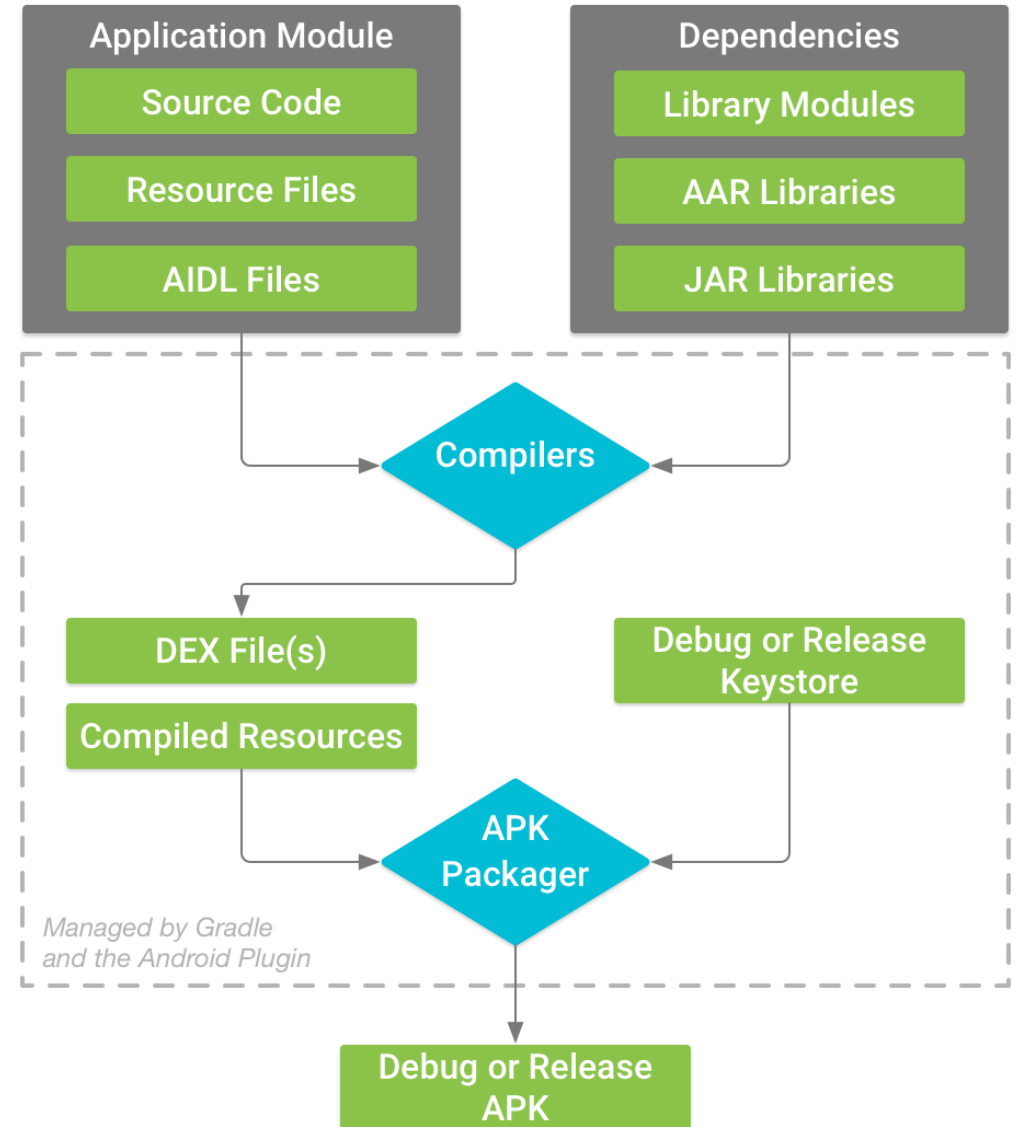 Application Module
Source Code
Resource Files
AIDL Files
Dependencies
Library Modules
AAR Libraries
JAR Libraries
Compilers
DEX File(s)
Compiled Resources
Debug or Release
Keystore
APK
Packager
Managed by Gradle
and the Android Plugin
Debug or Release
APK